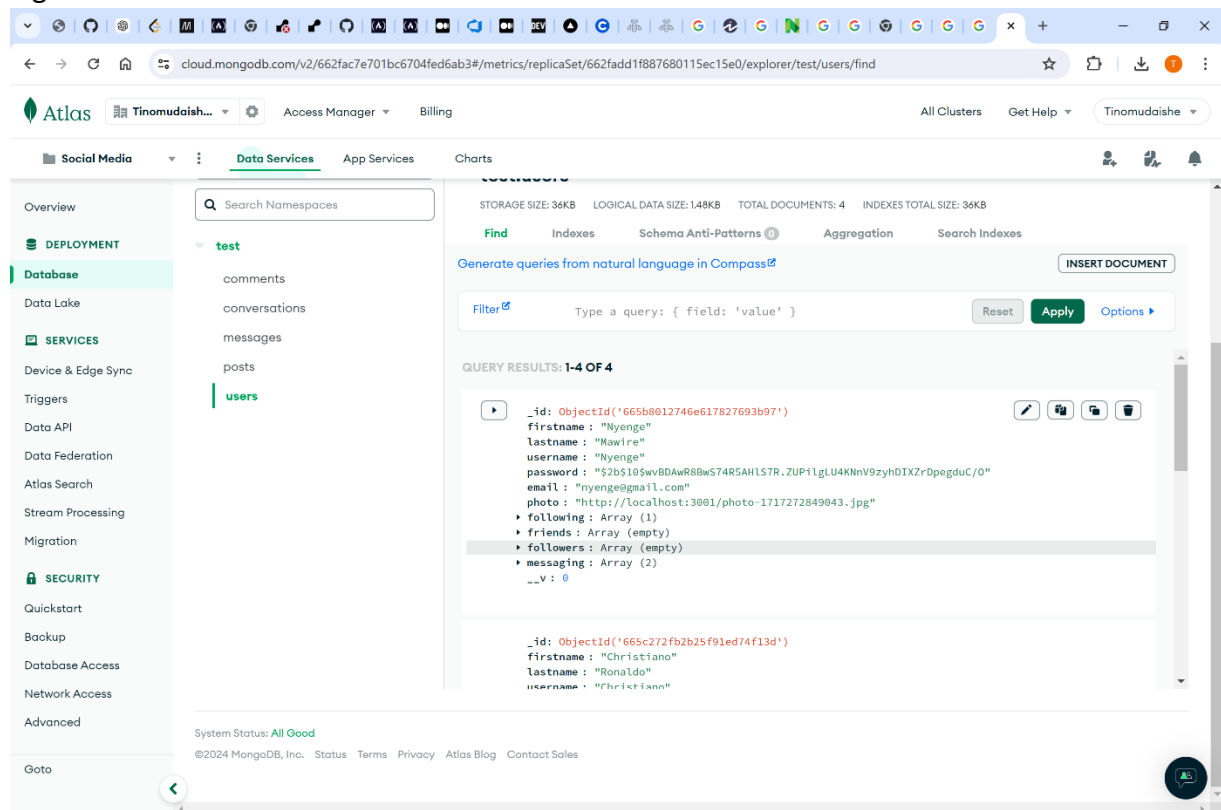 cloud.mongodb.com/v2/662fac7e701bc6704fed6ab3#/metrics/replicaSet/662fadd1f887680115ec15e0/explorer/test/users/find
Atlas Tinomudaish... Access Manager Billing All Clusters Get Help Tinomudaishe
Social Media Data Services App Services Charts
Overview
DEPLOYMENT
Database
Data Lake
SERVICES
Device & Edge Sync
Triggers
Data API
Data Federation
Atlas Search
Stream Processing
Migration
SECURITY
Quickstart
Backup
Database Access
Network Access
Advanced
Goto
Search Namespaces
test
comments
conversations
messages
posts
users
STORAGE SIZE: 36KB LOGICAL DATA SIZE: 1.48KB TOTAL DOCUMENTS: 4 INDEXES TOTAL SIZE: 36KB
Find Indexes Schema Anti-Patterns 0 Aggregation Search Indexes
Generate queries from natural language in Compass INSERT DOCUMENT
Filter Type a query: { field: 'value' } Reset Apply Options
QUERY RESULTS: 1-4 OF 4
_id: ObjectId('665b8012746e617827693b97')
firstname : "Nyenge"
lastname : "Mawire"
username : "Nyenge"
password : "$2b$10$wvBDAwR8BwS74R5AHlS7R.ZUPilgLU4KNnV9zyhDIXZrDpegduC/O"
email : "nyenge@gmail.com"
photo : "http://localhost:3001/photo-1717272849043.jpg"
following : Array (1)
friends : Array (empty)
followers : Array (empty)
messaging : Array (2)
__v : 0
_id: ObjectId('665c272fb2b25f91ed74f13d')
firstname : "Christiano"
lastname : "Ronaldo"
username : "Christiano"
System Status: All Good
©2024 MongoDB, Inc. Status Terms Privacy Atlas Blog Contact Sales